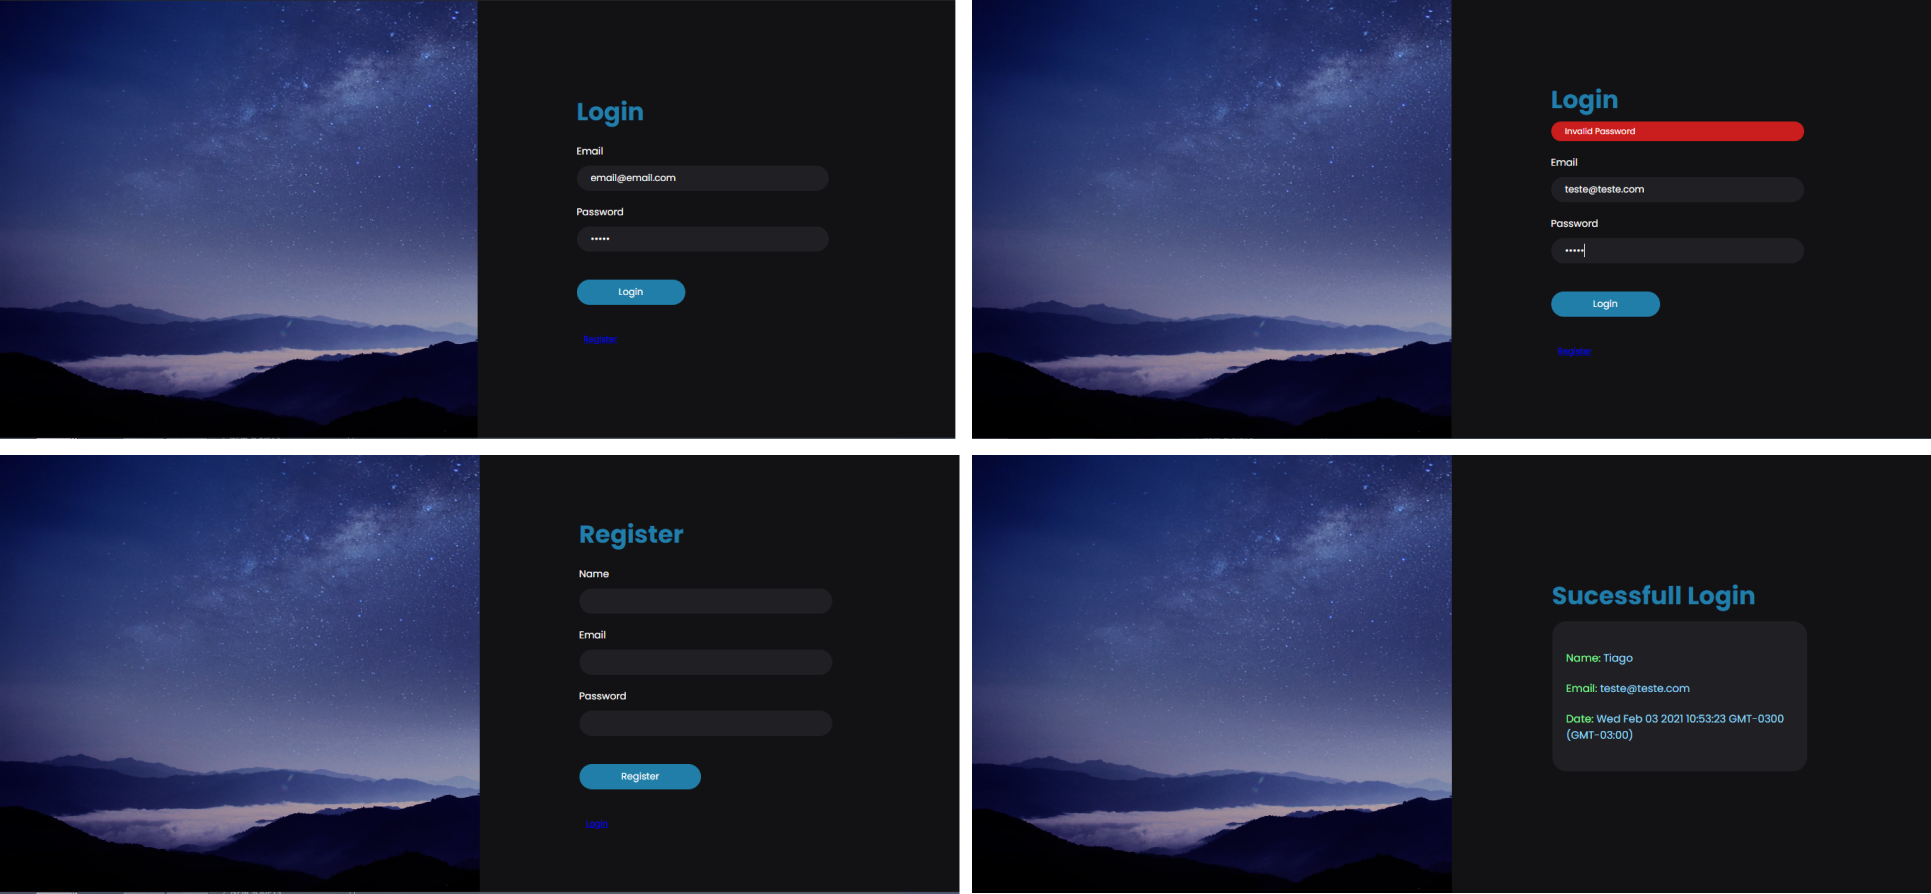 Login
Email
email@email.com
Password
•••••
Login
Register
Login
Invalid Password
Email
teste@teste.com
Password
•••••
Login
Register
Register
Name
Email
Password
Register
Login
Sucessfull Login
Name: Tiago
Email: teste@teste.com
Date: Wed Feb 03 2021 10:53:23 GMT-0300
(GMT-03:00)